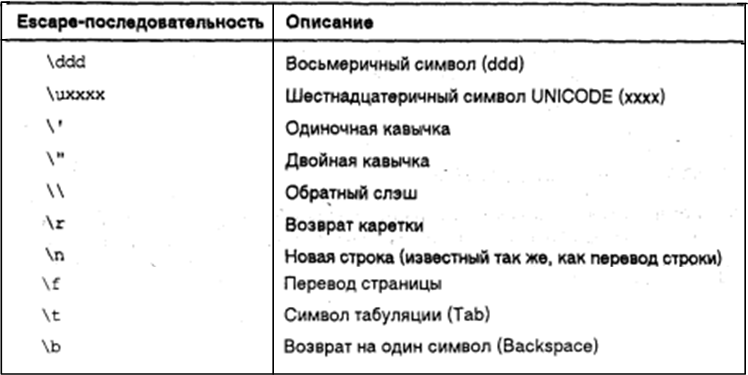 Escape-последовательность Описание
\ddd Восьмеричный символ (ddd)
\uxxxx Шестнадцатеричный символ UNICODE (xxxx)
\' Одиночная кавычка
\" Двойная кавычка
\\ Обратный слэш
\r Возврат каретки
\n Новая строка (известный так же, как перевод строки)
\f Перевод страницы
\t Символ табуляции (Tab)
\b Возврат на один символ (Backspace)